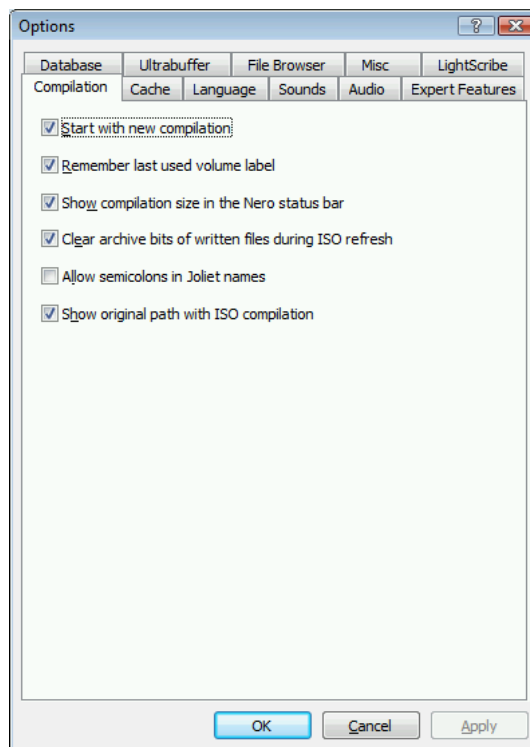 Options
Database Ultrabuffer File Browser Misc LightScribe
Compilation Cache Language Sounds Audio Expert Features
Start with new compilation
Remember last used volume label
Show compilation size in the Nero status bar
Clear archive bits of written files during ISO refresh
Allow semicolons in Joliet names
Show original path with ISO compilation
OK Cancel Apply